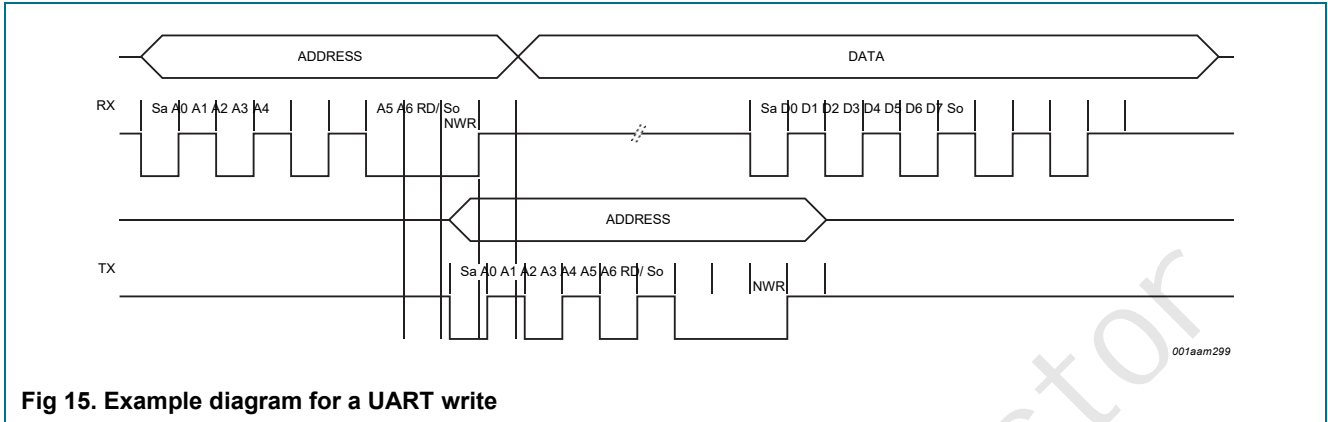 ADDRESS DATA
RX Sa A0 A1 A2 A3 A4 A5 A6 RD/ So
NWR
Sa D0 D1 D2 D3 D4 D5 D6 D7 So
ADDRESS
TX Sa A0 A1 A2 A3 A4 A5 A6 RD/ So
NWR
001aam299
Fig 15. Example diagram for a UART write